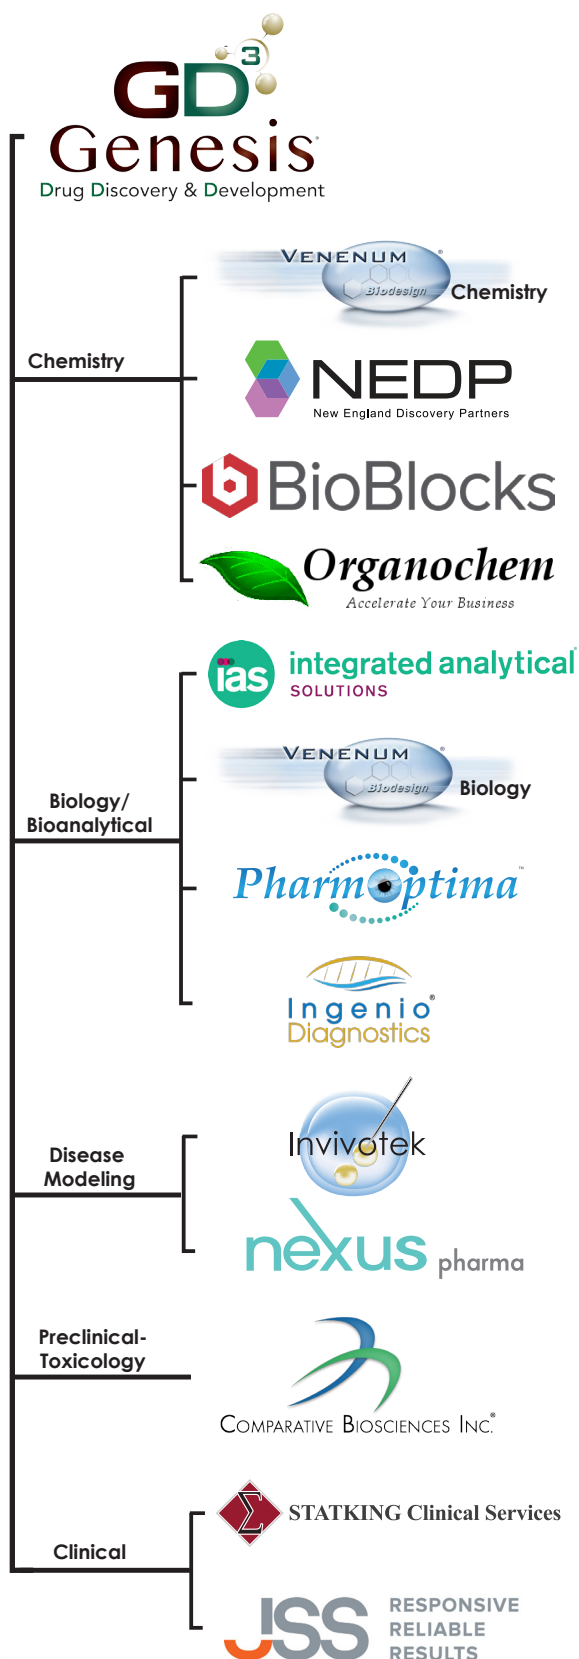 GD3
Genesis
Drug Discovery & Development
VENENUM
Biodesign
Chemistry
Chemistry
NEDP
New England Discovery Partners
BioBlocks
Organochem
Accelerate Your Business
ias
integrated analytical
SOLUTIONS
VENENUM
Biodesign
Biology
Biology/
Bioanalytical
PharmOptima™
Ingenio®
Diagnostics
Invivotek
Disease
Modeling
nexus pharma
Preclinical-
Toxicology
COMPARATIVE BIOSCIENCES INC.®
Σ
STATKING Clinical Services
Clinical
JSS
RESPONSIVE
RELIABLE
RESULTS